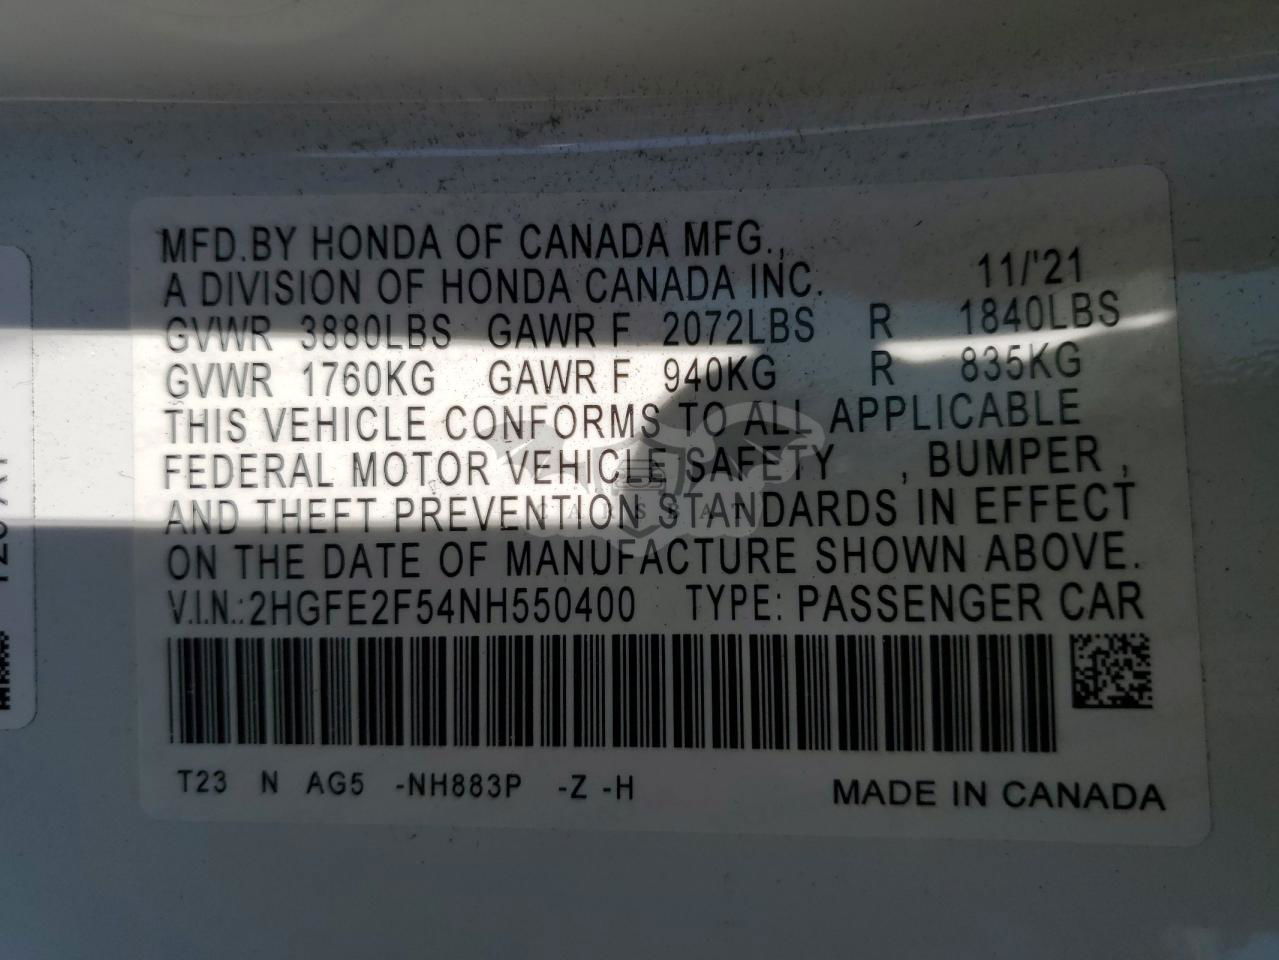 MFD.BY HONDA OF CANADA MFG.,
A DIVISION OF HONDA CANADA INC. 11/'21
GVWR 3880LBS GAWR F 2072LBS R 1840LBS
GVWR 1760KG GAWR F 940KG R 835KG
THIS VEHICLE CONFORMS TO ALL APPLICABLE
FEDERAL MOTOR VEHICLE SAFETY , BUMPER ,
AND THEFT PREVENTION STANDARDS IN EFFECT
ON THE DATE OF MANUFACTURE SHOWN ABOVE.
V.I.N.:2HGFE2F54NH550400 TYPE: PASSENGER CAR
T23 N AG5 -NH883P -Z -H MADE IN CANADA